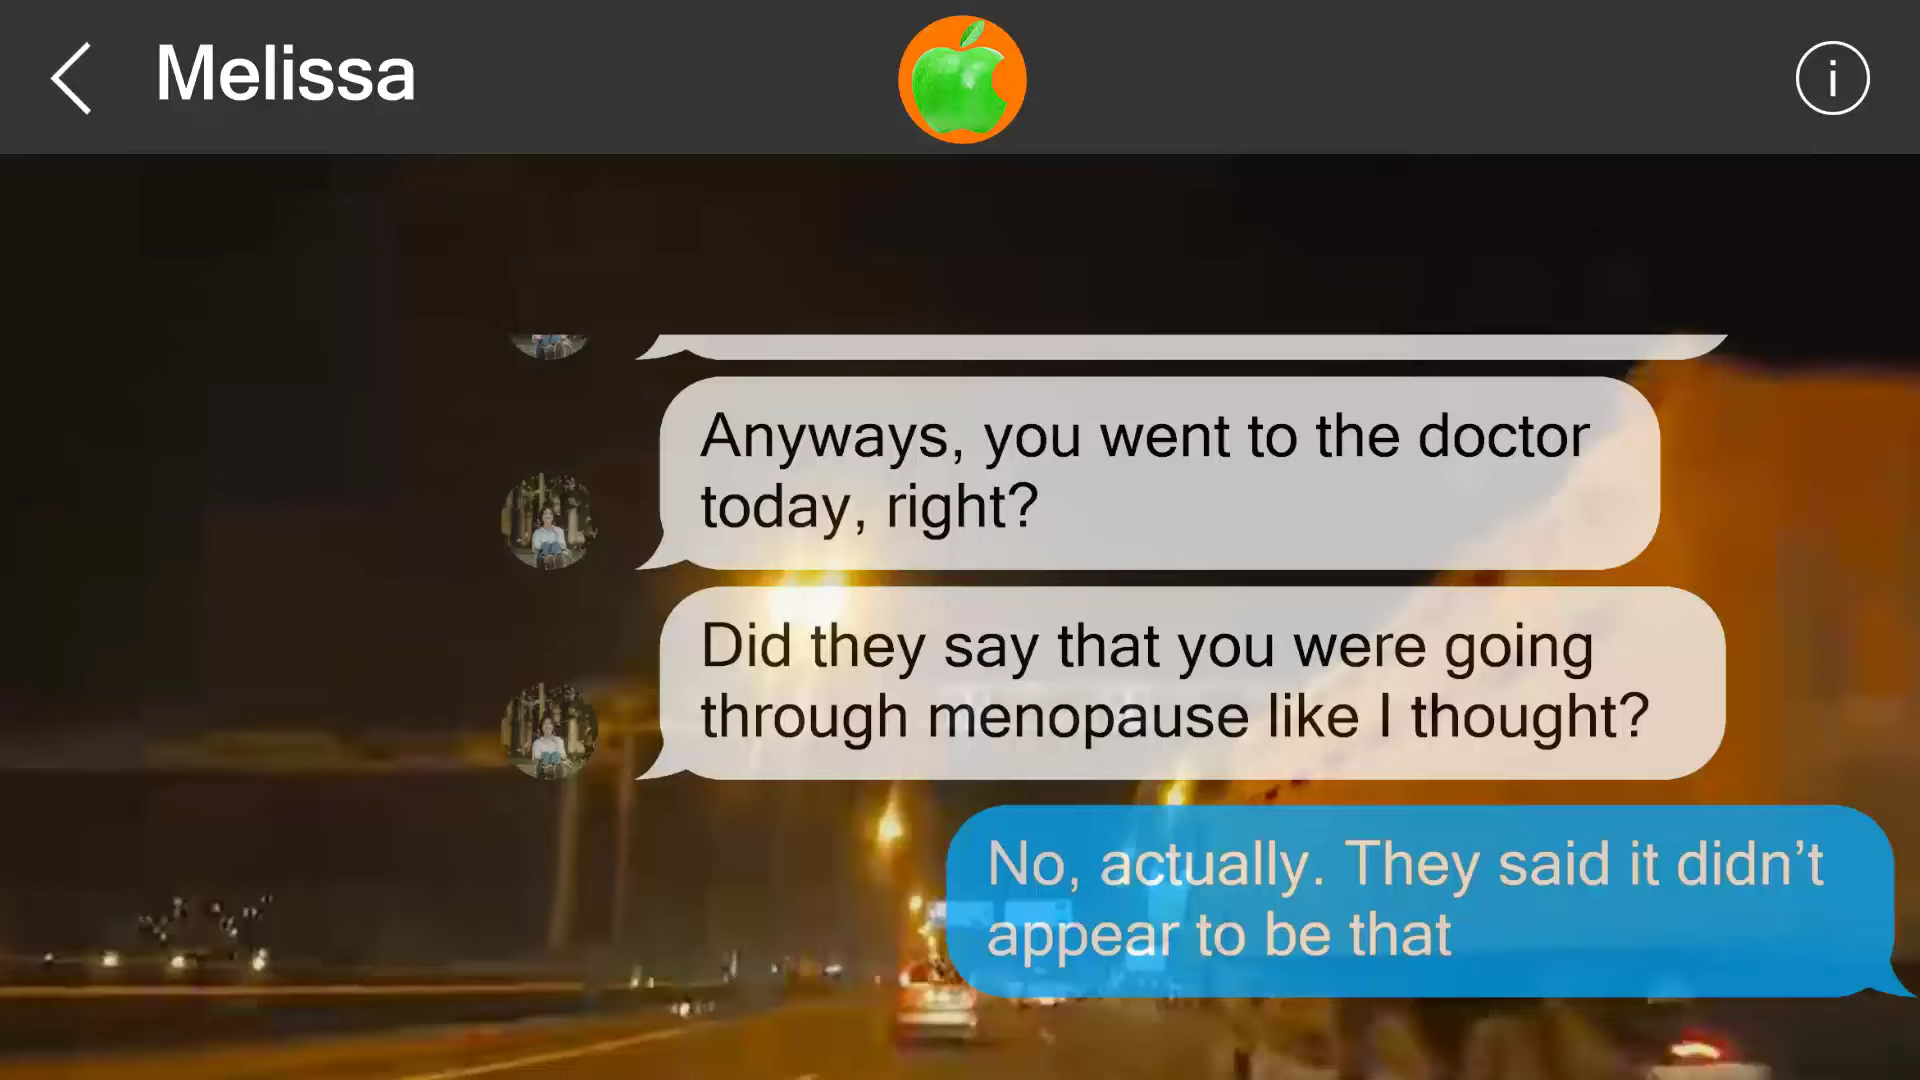 Melissa
i
Anyways, you went to the doctor
today, right?
Did they say that you were going
through menopause like I thought?
No, actually. They said it didn’t
appear to be that